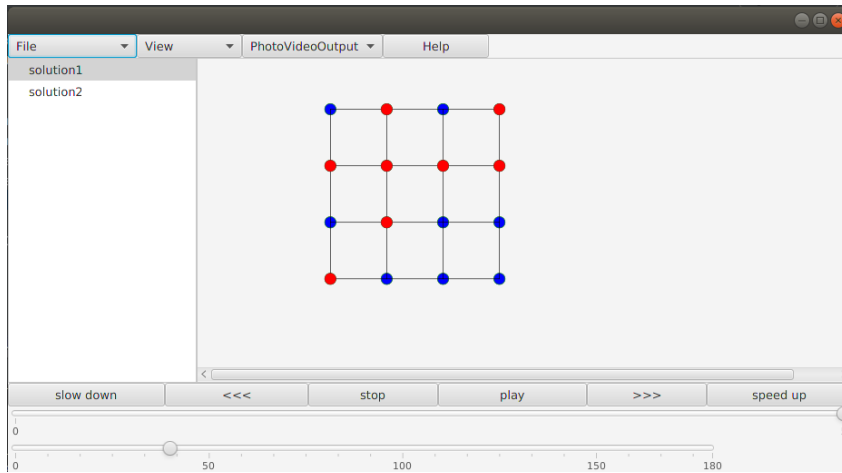 File View PhotoVideoOutput Help
solution1
solution2
slow down <<< stop play >>> speed up
0
0 50 100 150 180